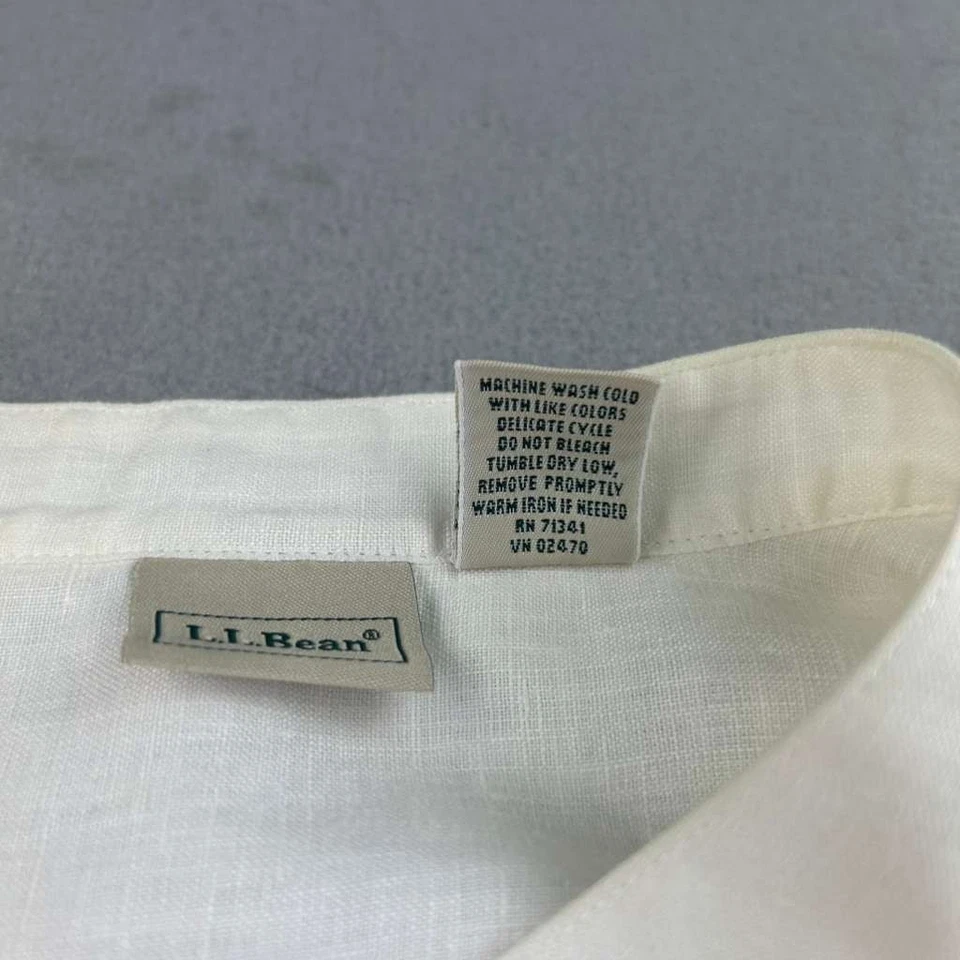 MACHINE WASH COLD
WITH LIKE COLORS
DELICATE CYCLE
DO NOT BLEACH
TUMBLE DRY LOW,
REMOVE PROMPTLY
WARM IRON IF NEEDED
RN 71341
VN 02470
L.L.Bean®